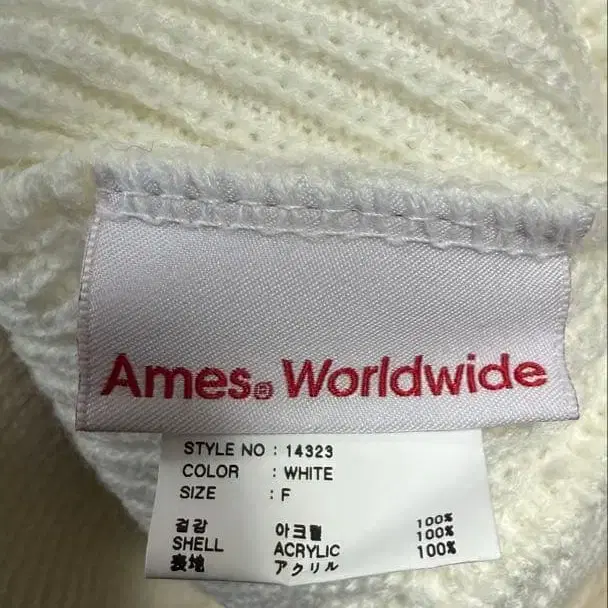 Ames® Worldwide
STYLE NO : 14323
COLOR : WHITE
SIZE : F
겉감 아크릴 100%
SHELL ACRYLIC 100%
表地 アクリル 100%